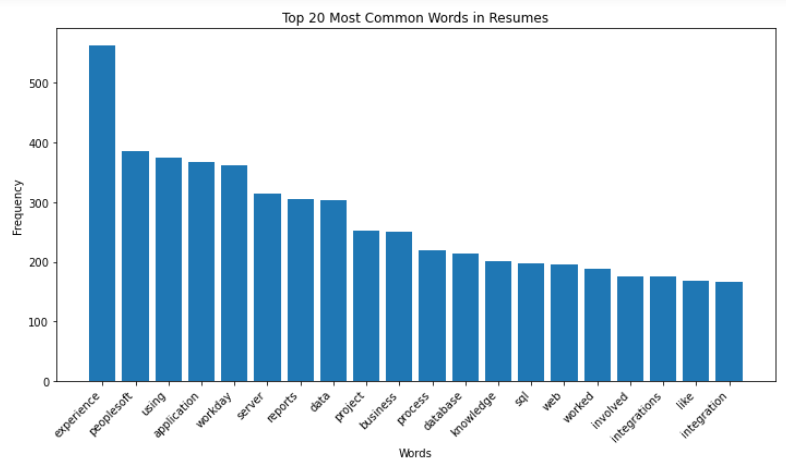 Top 20 Most Common Words in Resumes
Frequency
500
400
300
200
100
0
experience
peoplesoft
using
application
workday
server
reports
data
project
business
process
database
knowledge
sql
web
worked
involved
integrations
like
integration
Words